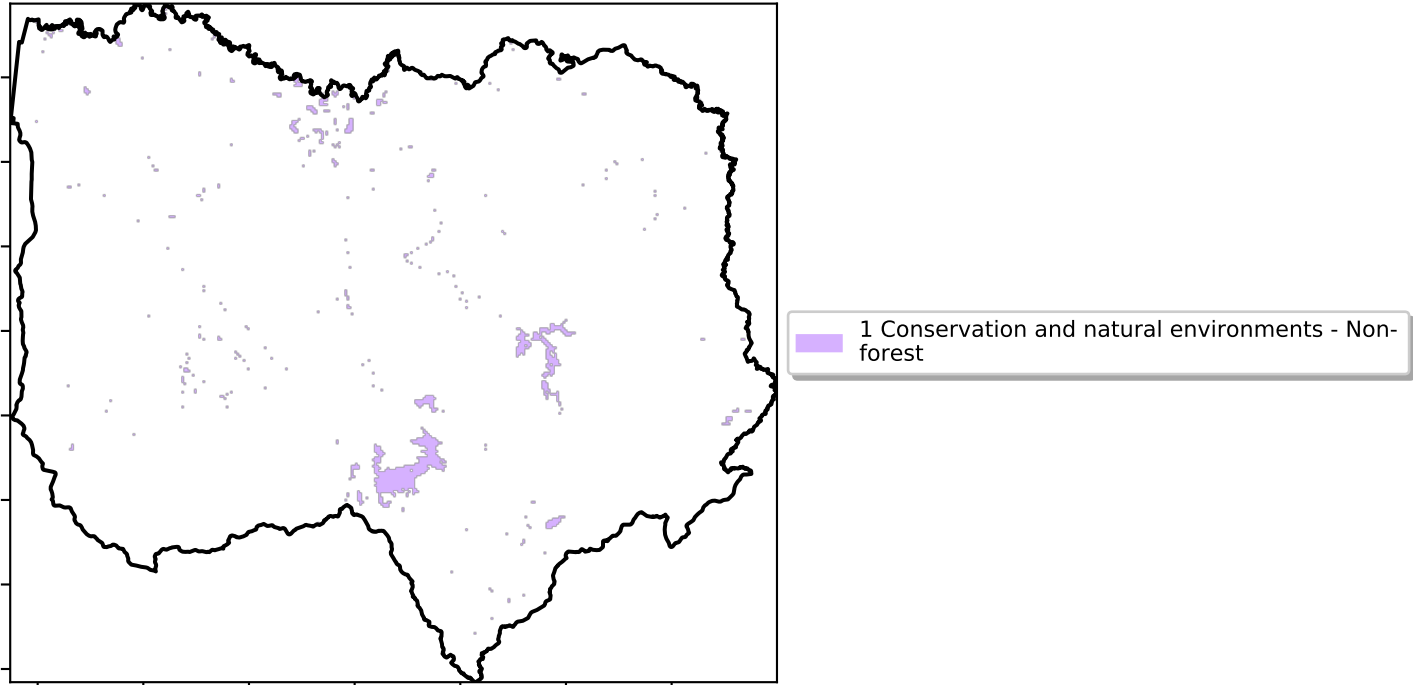 1 Conservation and natural environments - Non-
forest